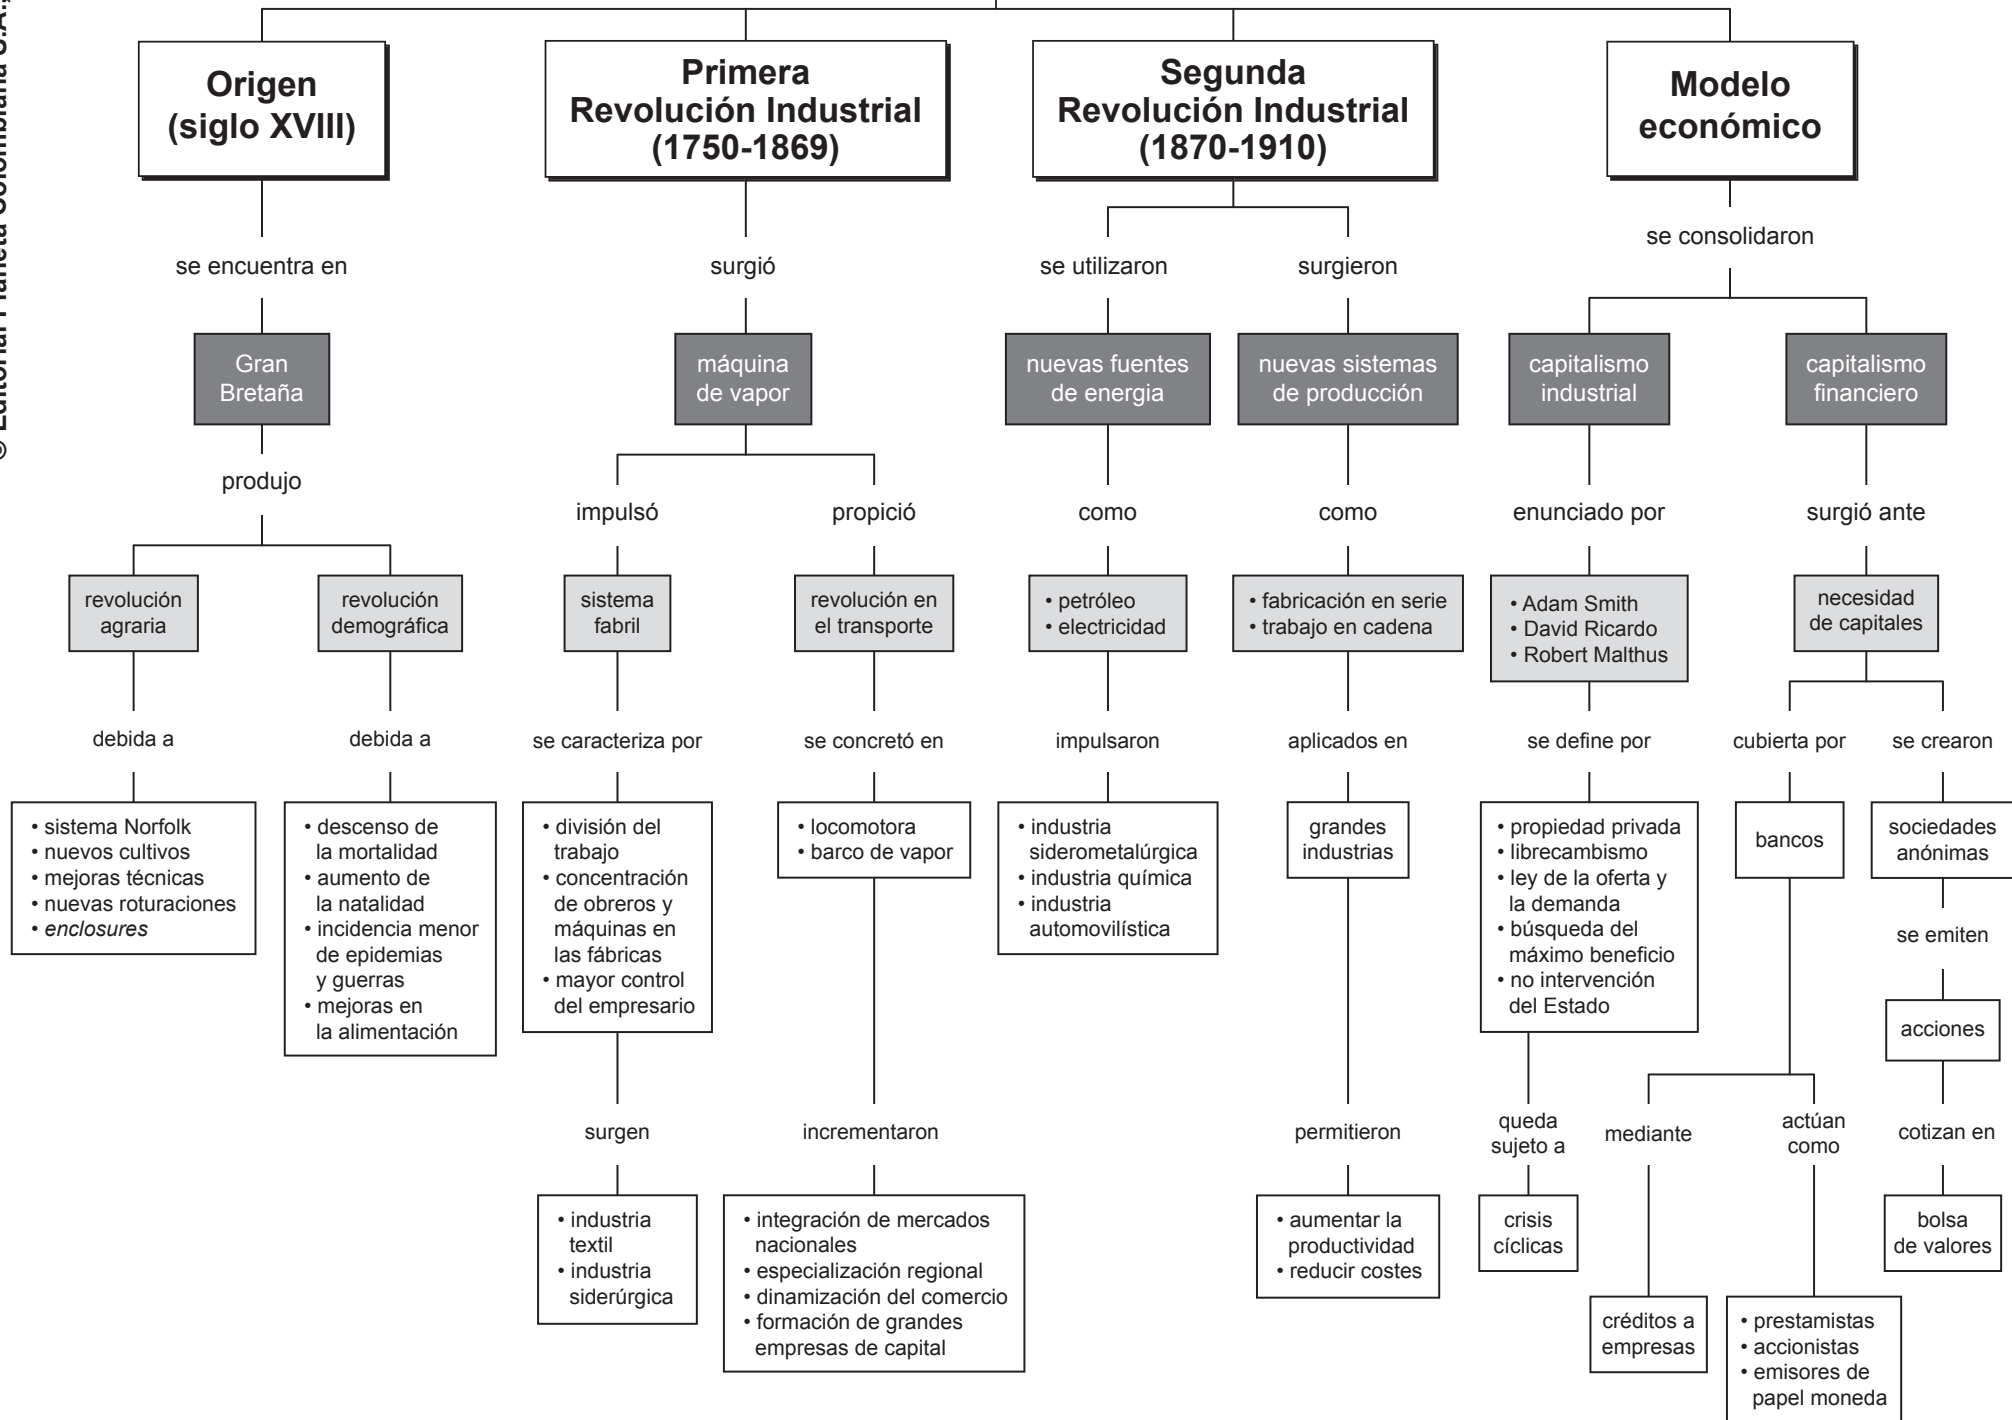 © Editorial Planeta Colombiana S.A.,
Origen
(siglo XVIII)
se encuentra en
Gran
Bretaña
produjo
revolución
agraria
debida a
• sistema Norfolk
• nuevos cultivos
• mejoras técnicas
• nuevas roturaciones
• enclosures
revolución
demográfica
debida a
• descenso de
la mortalidad
• aumento de
la natalidad
• incidencia menor
de epidemias
y guerras
• mejoras en
la alimentación
Primera
Revolución Industrial
(1750-1869)
surgió
máquina
de vapor
impulsó
sistema
fabril
se caracteriza por
• división del
trabajo
• concentración
de obreros y
máquinas en
las fábricas
• mayor control
del empresario
surgen
• industria
textil
• industria
siderúrgica
propició
revolución en
el transporte
se concretó en
• locomotora
• barco de vapor
incrementaron
• integración de mercados
nacionales
• especialización regional
• dinamización del comercio
• formación de grandes
empresas de capital
Segunda
Revolución Industrial
(1870-1910)
se utilizaron
nuevas fuentes
de energia
como
• petróleo
• electricidad
impulsaron
• industria
siderometalúrgica
• industria química
• industria
automovilística
surgieron
nuevas sistemas
de producción
como
• fabricación en serie
• trabajo en cadena
aplicados en
grandes
industrias
permitieron
• aumentar la
productividad
• reducir costes
Modelo
económico
se consolidaron
capitalismo
industrial
enunciado por
• Adam Smith
• David Ricardo
• Robert Malthus
se define por
• propiedad privada
• librecambismo
• ley de la oferta y
la demanda
• búsqueda del
máximo beneficio
• no intervención
del Estado
queda
sujeto a
crisis
cíclicas
capitalismo
financiero
surgió ante
necesidad
de capitales
cubierta por
bancos
mediante
créditos a
empresas
actúan
como
• prestamistas
• accionistas
• emisores de
papel moneda
se crearon
sociedades
anónimas
se emiten
acciones
cotizan en
bolsa
de valores